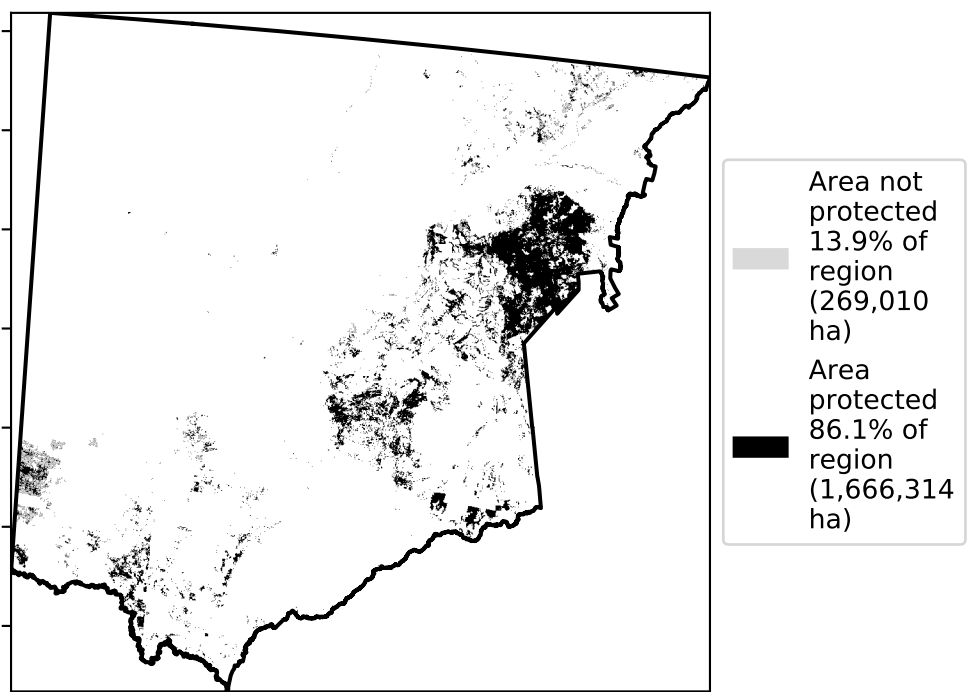 Area not
protected
13.9% of
region
(269,010
ha)
Area
protected
86.1% of
region
(1,666,314
ha)